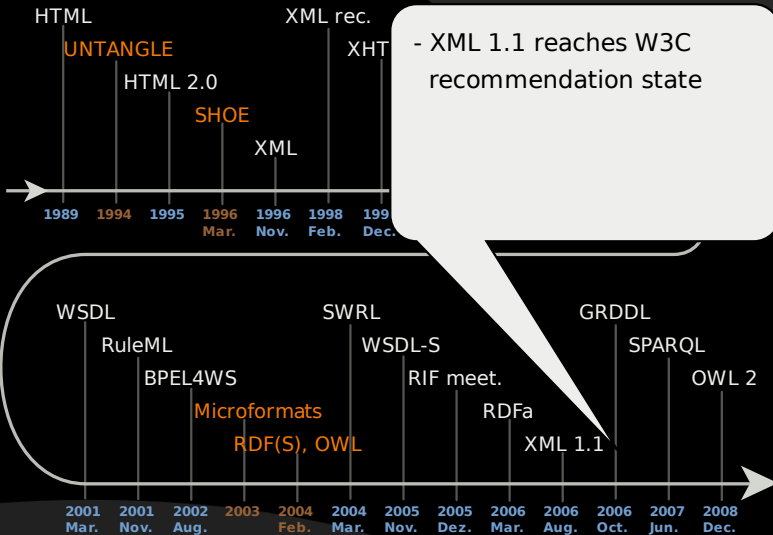 HTML
XML rec.
UNTANGLE
XHT
HTML 2.0
SHOE
XML
1989 1994 1995 1996 1996 1998 199
Mar. Nov. Feb. Dec.
- XML 1.1 reaches W3C
recommendation state
WSDL SWRL GRDDL
RuleML WSDL-S SPARQL
BPEL4WS RIF meet. OWL 2
Microformats RDFa
RDF(S), OWL XML 1.1
2001 2001 2002 2003 2004 2004 2005 2005 2006 2006 2006 2007 2008
Mar. Nov. Aug. Feb. Mar. Nov. Dez. Mar. Aug. Oct. Jun. Dec.